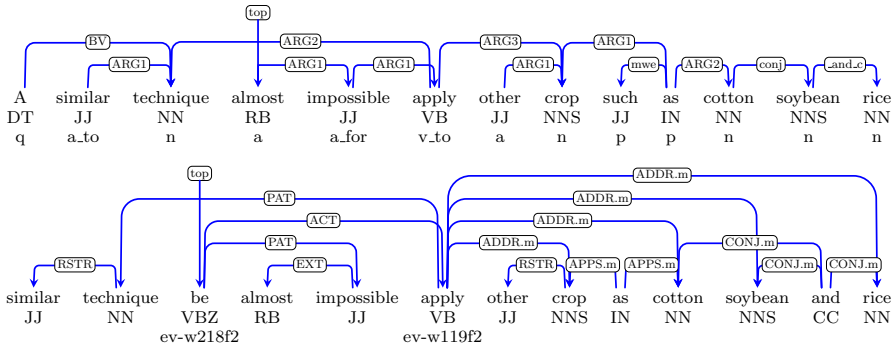 top
BV ARG2 ARG3 ARG1
ARG1 ARG1 ARG1 ARG1 mwe ARG2 conj _and_c
A similar technique almost impossible apply other crop such as cotton soybean rice
DT JJ NN RB JJ VB JJ NNS JJ IN NN NNS NN
q a_to n a a_for v_to a n p p n n n
top ADDR.m
PAT ADDR.m
ACT ADDR.m
PAT ADDR.m CONJ.m
RSTR EXT RSTR APPS.m APPS.m CONJ.m CONJ.m
similar technique be almost impossible apply other crop as cotton soybean and rice
JJ NN VBZ RB JJ VB JJ NNS IN NN NNS CC NN
ev-w218f2 ev-w119f2